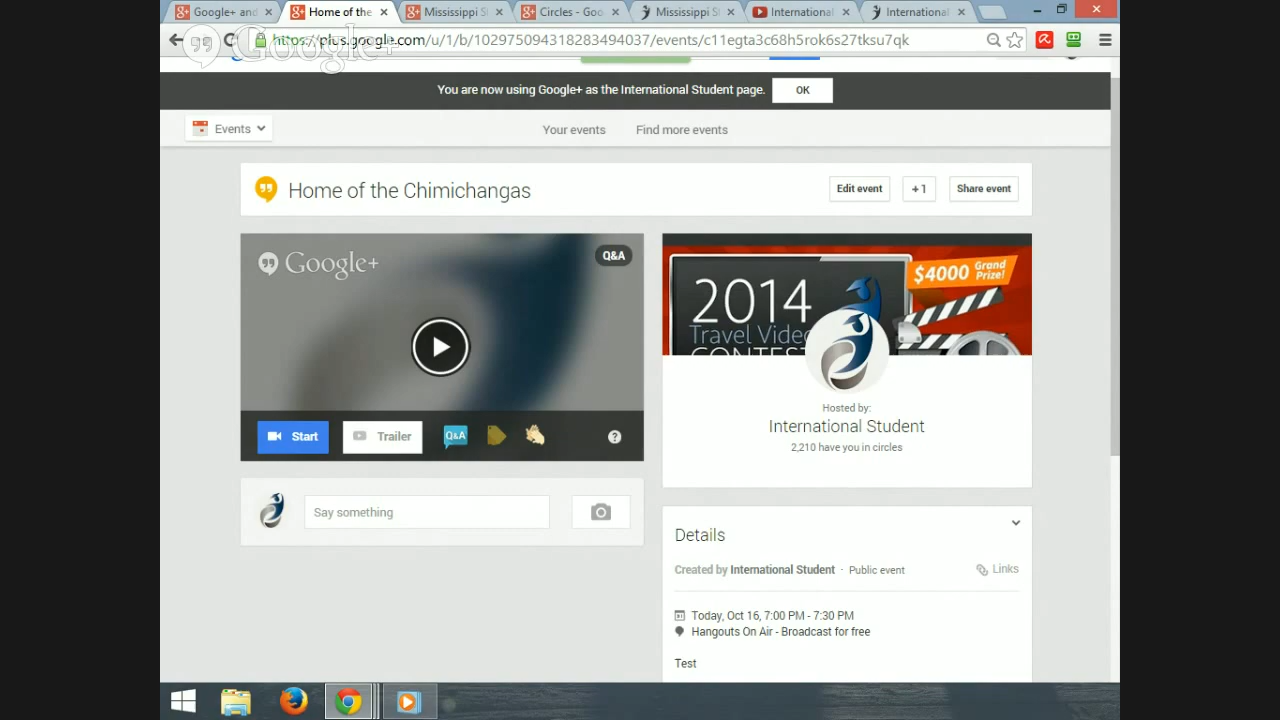 Google+ and
Home of the
Mississippi S
Circles - Goo
Mississippi Su
International
International
https://plus.google.com/u/1/b/102975094318283494037/events/c11egta3c68h5rok6s27tksu7qk
Google+
You are now using Google+ as the International Student page.
OK
Events
Your events
Find more events
Home of the Chimichangas
Edit event
+1
Share event
Google+
Q&A
$4000 Grand Prize!
2014
Travel Video
CONTEST
Start
Trailer
Q&A
?
Hosted by:
International Student
2,210 have you in circles
Say something
Details
Created by International Student · Public event
Links
Today, Oct 16, 7:00 PM - 7:30 PM
Hangouts On Air - Broadcast for free
Test